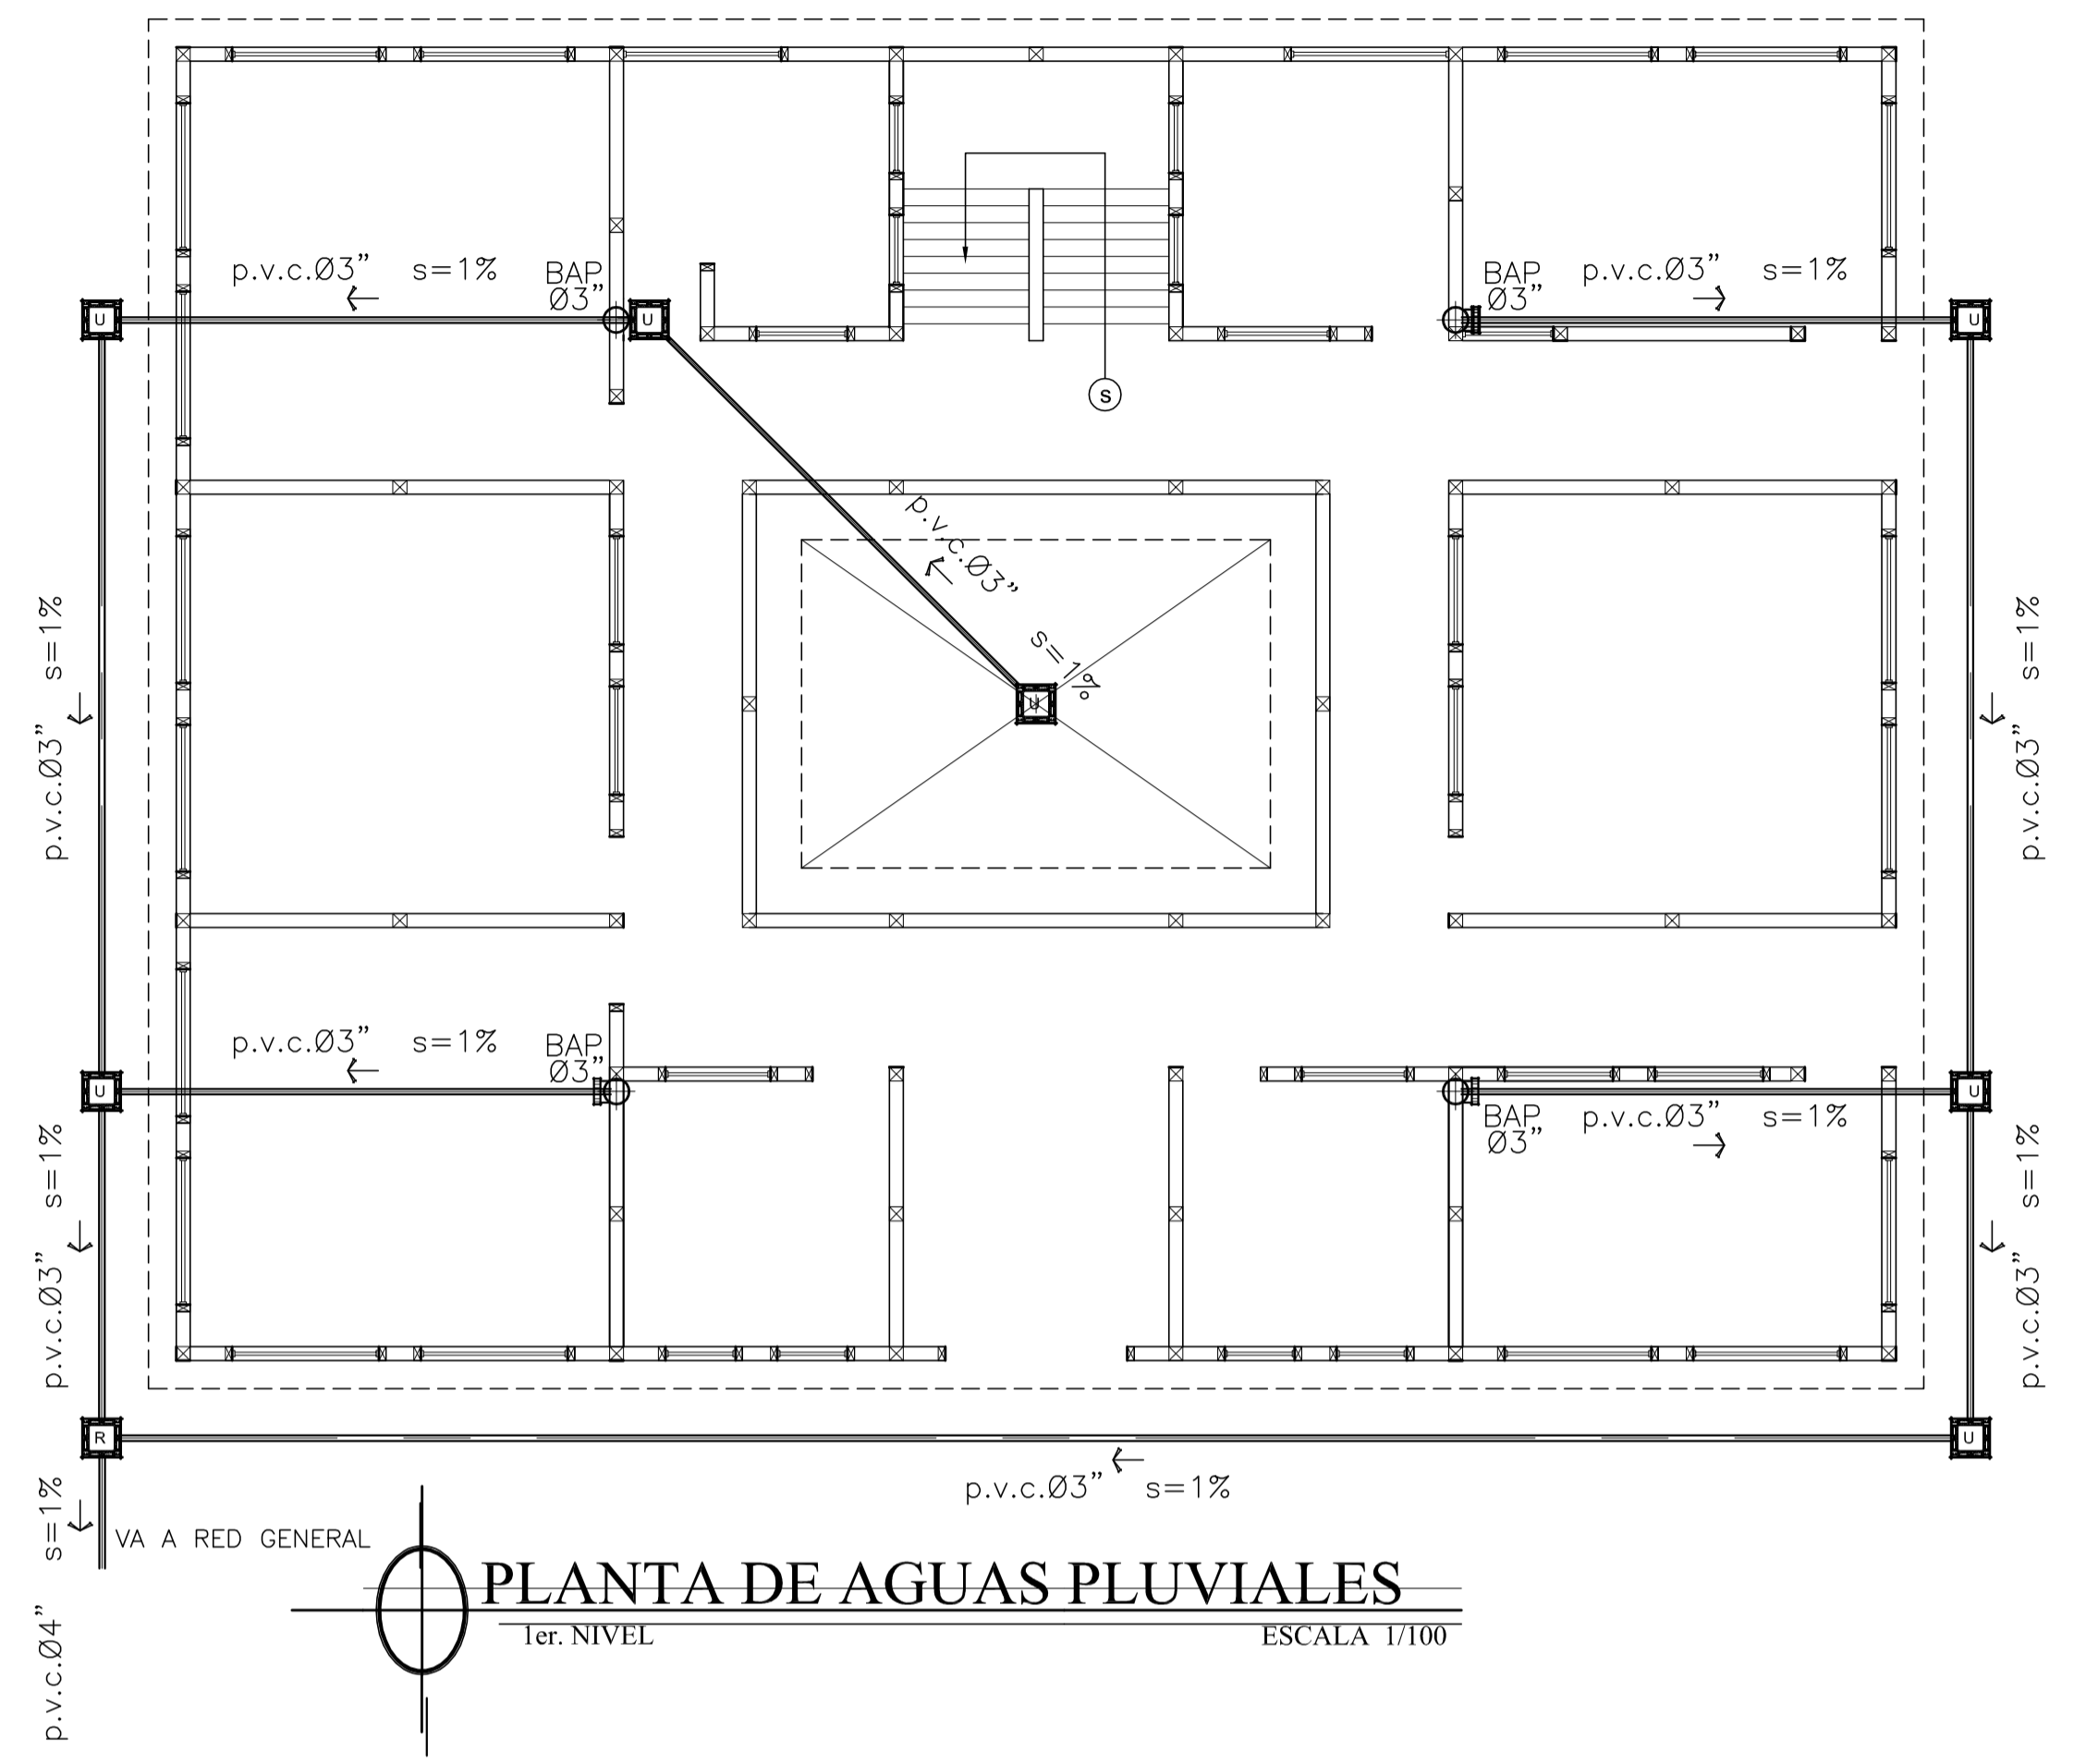 p.v.c.Ø3” s=1%
BAP
Ø3”
BAP
Ø3”
p.v.c.Ø3” s=1%
U
U
U
S
p.v.c.Ø3” s=1%
p.v.c.Ø3” s=1%
p.v.c.Ø3” s=1%
U
p.v.c.Ø3” s=1%
BAP
Ø3”
U
U
BAP
Ø3”
p.v.c.Ø3” s=1%
p.v.c.Ø3” s=1%
p.v.c.Ø3” s=1%
R
U
p.v.c.Ø3” s=1%
p.v.c.Ø4” s=1%
VA A RED GENERAL
PLANTA DE AGUAS PLUVIALES
1er. NIVEL
ESCALA 1/100